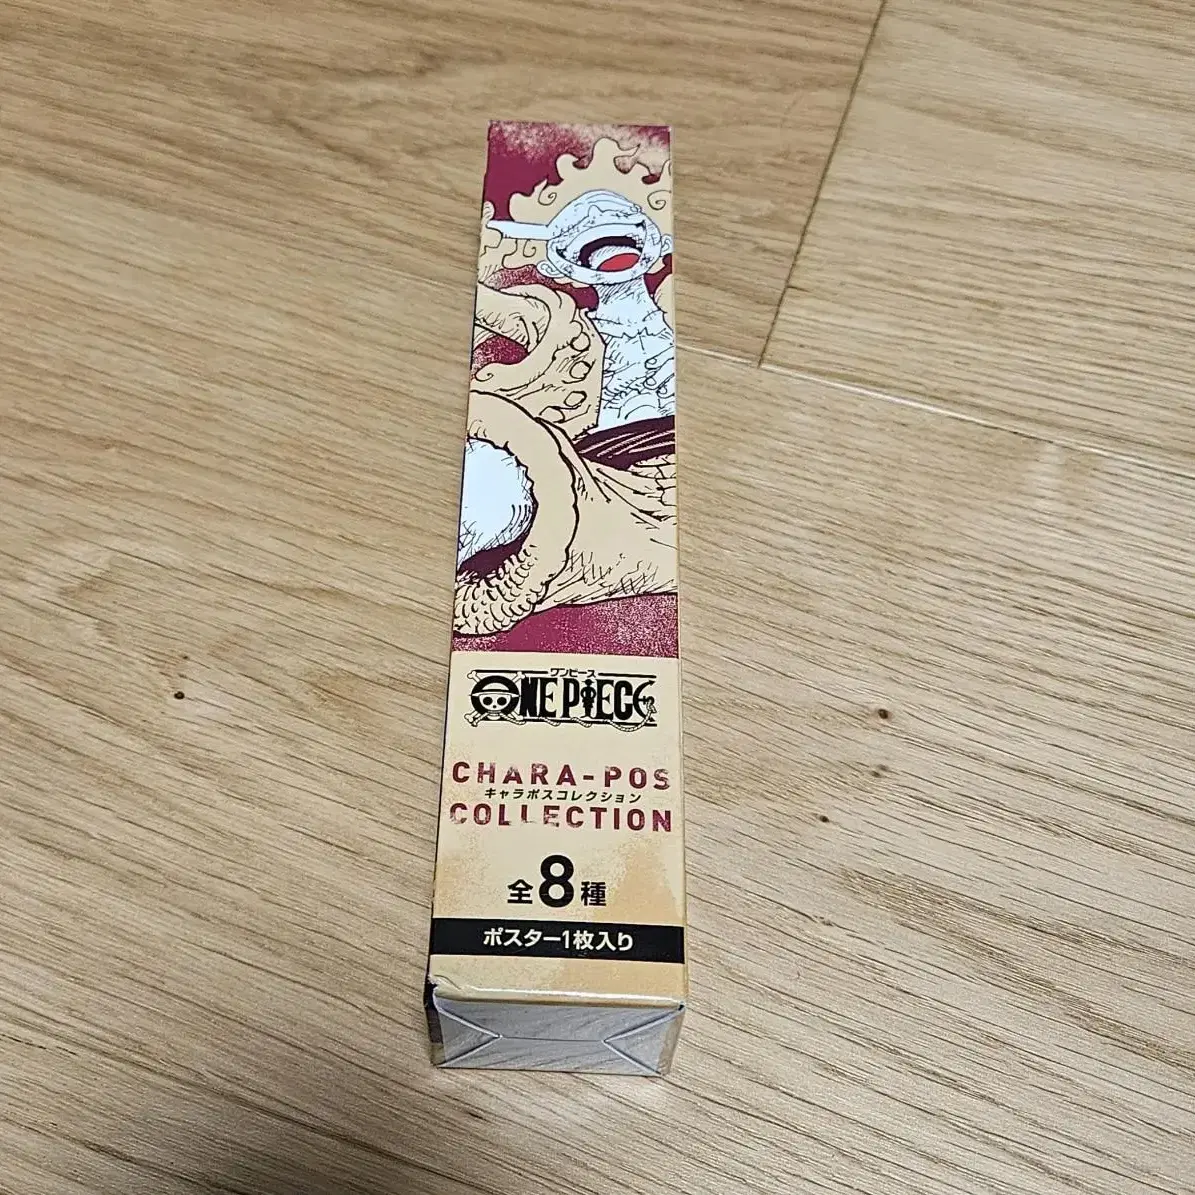 ワンピース
ONE PIECE
CHARA-POS
キャラポスコレクション
COLLECTION
全8種
ポスター1枚入り